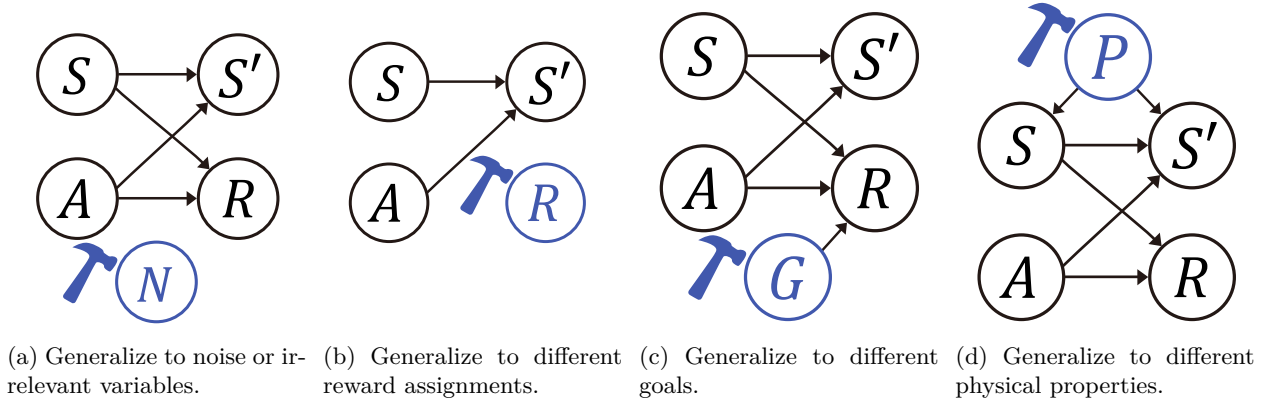 S S′
A R
N
(a) Generalize to noise or ir-
relevant variables.
S S′
A R
(b) Generalize to different
reward assignments.
S S′
A R
G
(c) Generalize to different
goals.
P
S S′
A R
(d) Generalize to different
physical properties.